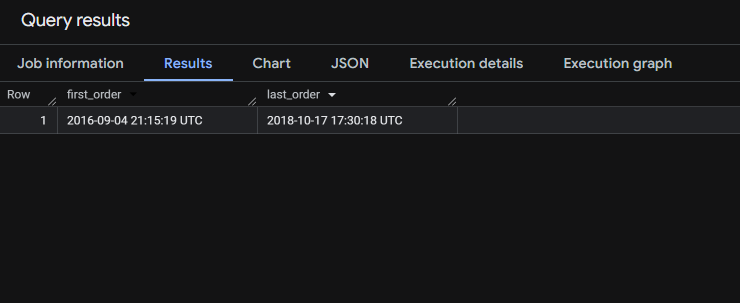 Query results
Job information Results Chart JSON Execution details Execution graph
Row first_order last_order
1 2016-09-04 21:15:19 UTC 2018-10-17 17:30:18 UTC